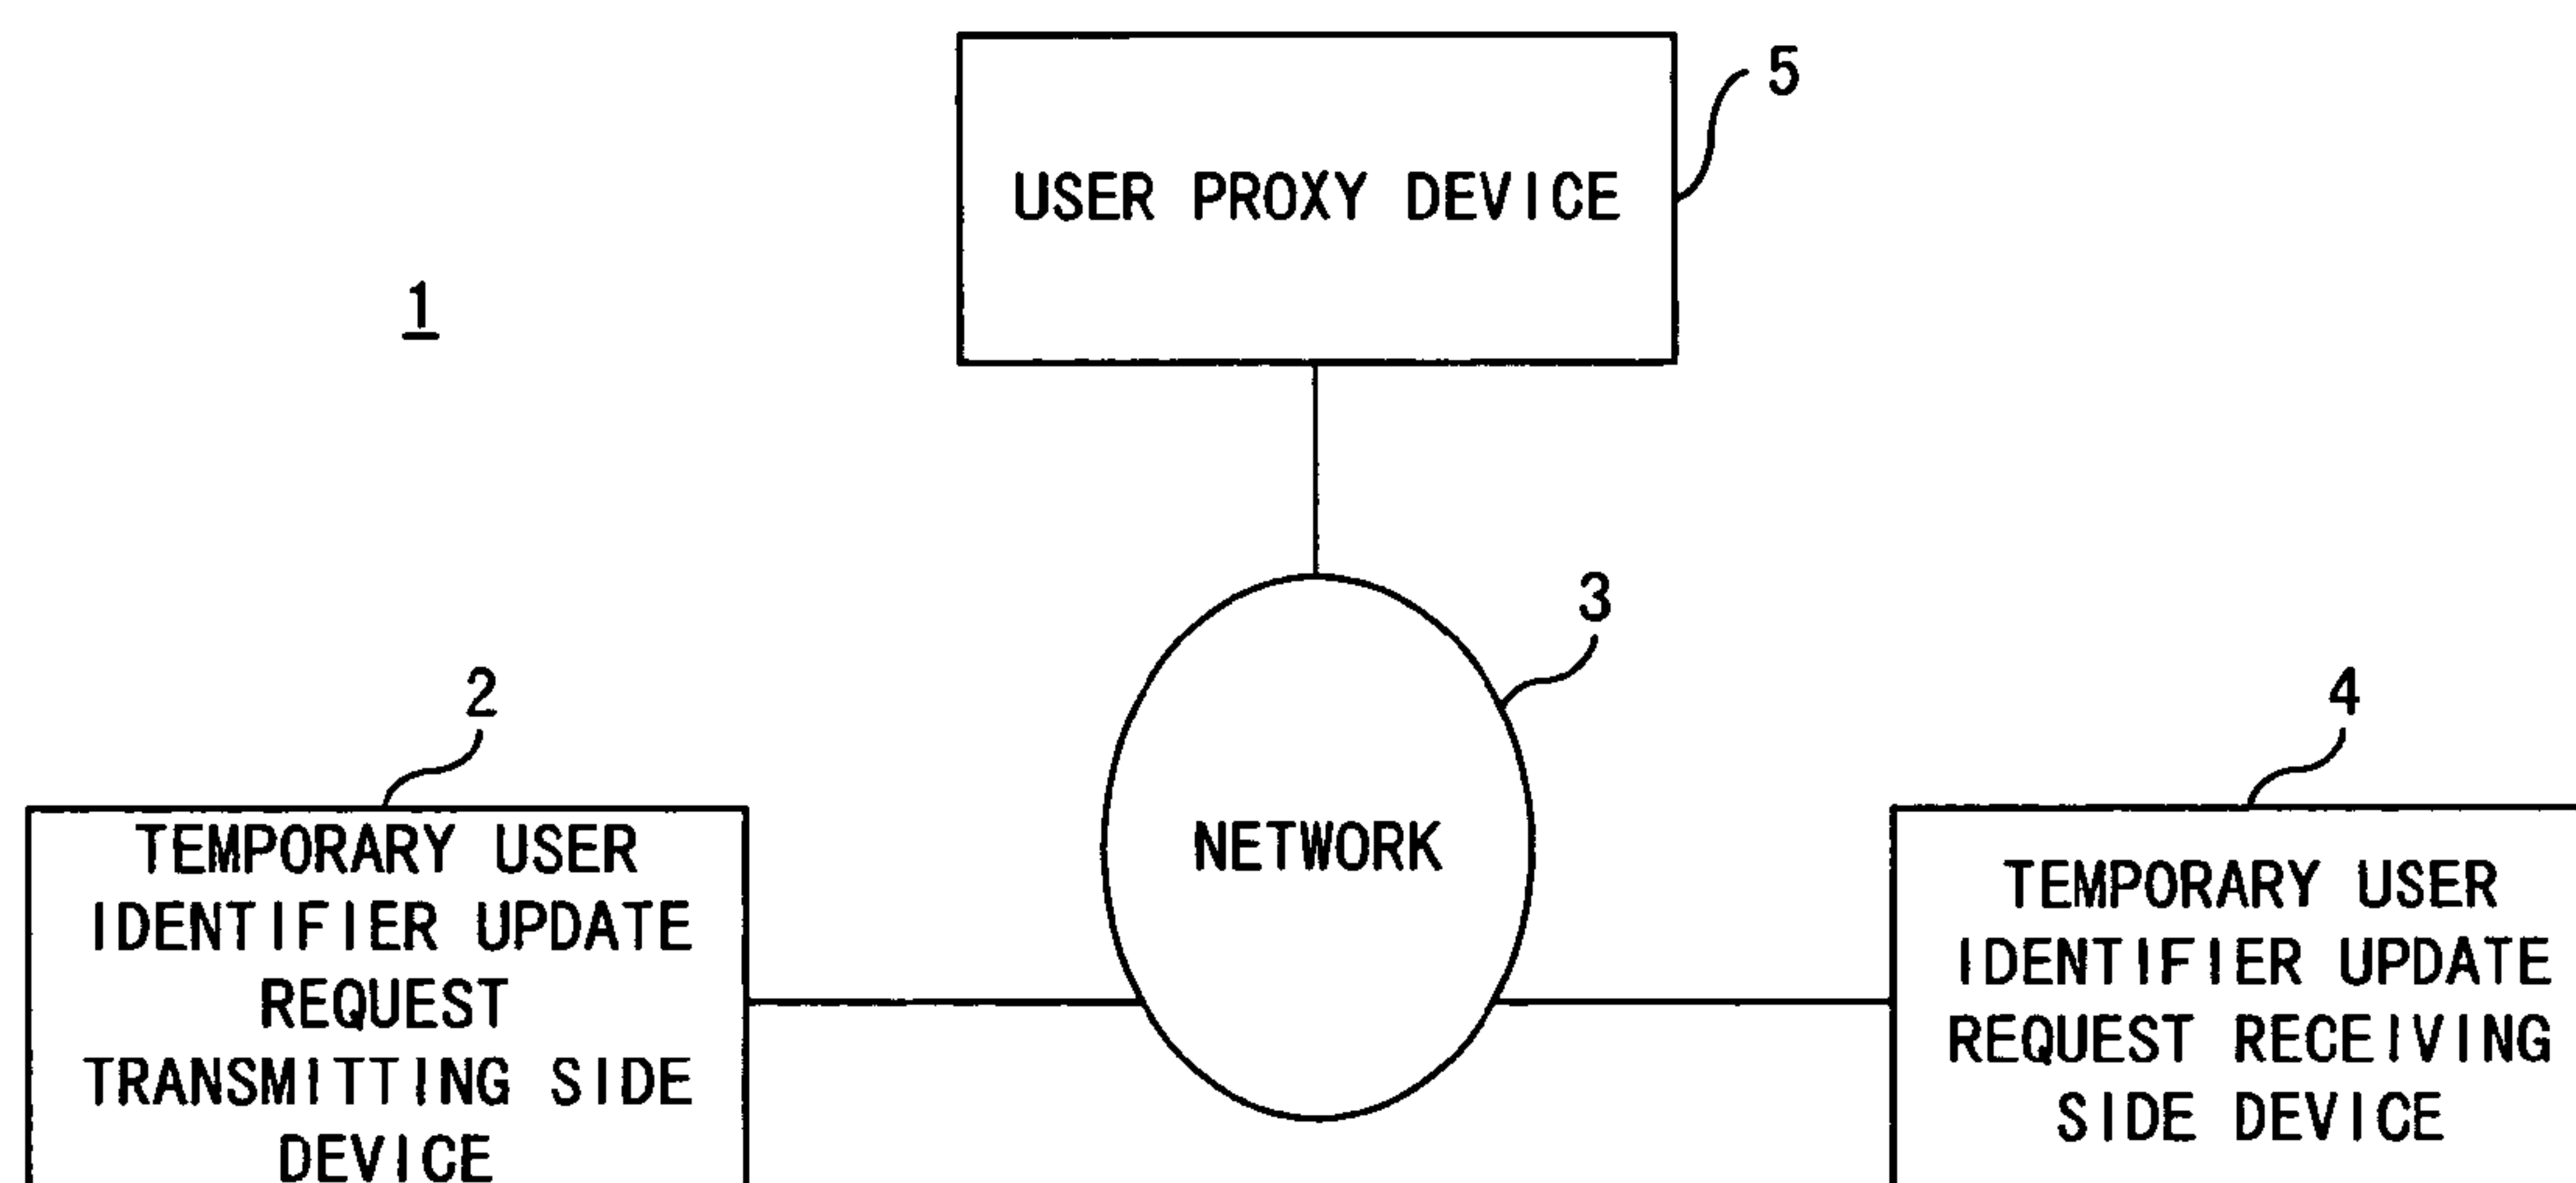 5
USER PROXY DEVICE
1
3
2
4
NETWORK
TEMPORARY USER
IDENTIFIER UPDATE
REQUEST
TRANSMITTING SIDE
DEVICE
TEMPORARY USER
IDENTIFIER UPDATE
REQUEST RECEIVING
SIDE DEVICE